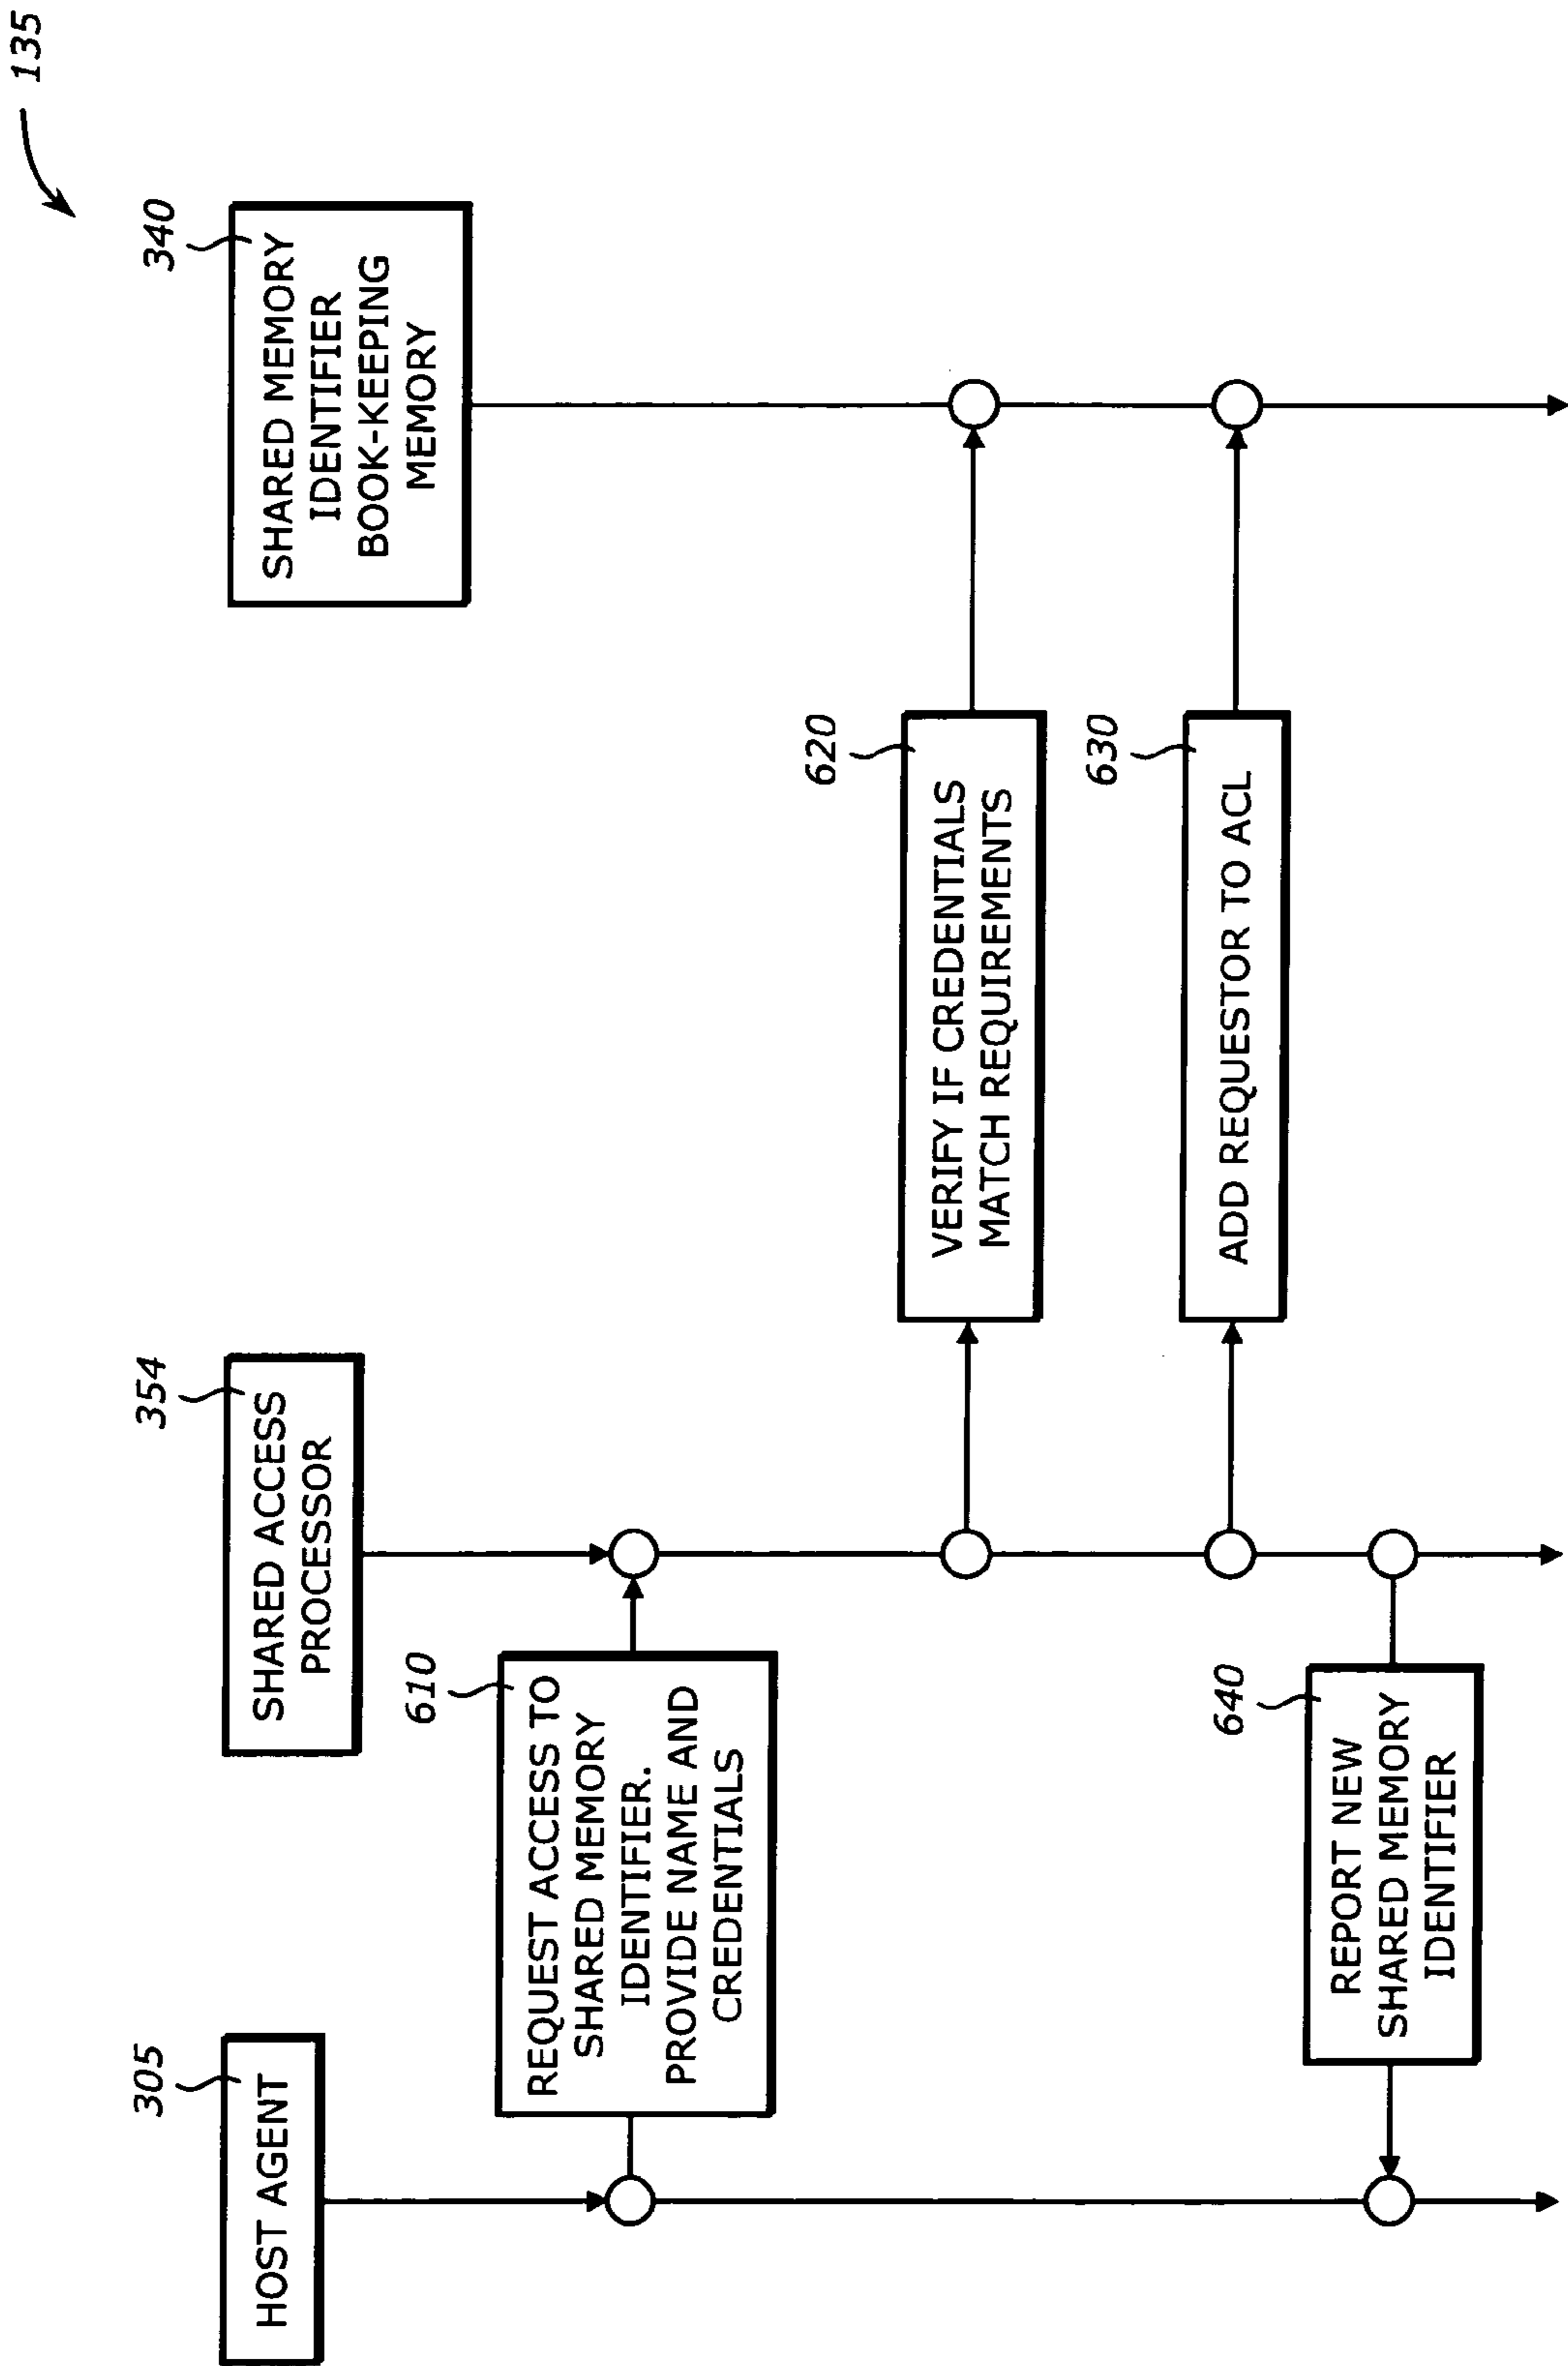 135
305
HOST AGENT
354
SHARED ACCESS
PROCESSOR
340
SHARED MEMORY
IDENTIFIER
BOOK-KEEPING
MEMORY
610
REQUEST ACCESS TO
SHARED MEMORY
IDENTIFIER.
PROVIDE NAME AND
CREDENTIALS
620
VERIFY IF CREDENTIALS
MATCH REQUIREMENTS
630
ADD REQUESTOR TO ACL
640
REPORT NEW
SHARED MEMORY
IDENTIFIER